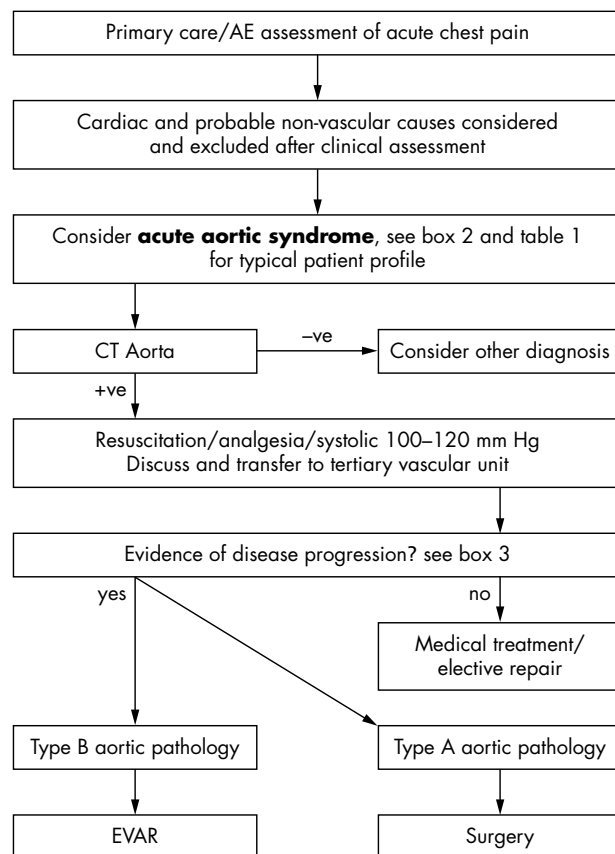 Primary care/AE assessment of acute chest pain
Cardiac and probable non-vascular causes considered
and excluded after clinical assessment
Consider acute aortic syndrome, see box 2 and table 1
for typical patient profile
CT Aorta
–ve
Consider other diagnosis
+ve
Resuscitation/analgesia/systolic 100–120 mm Hg
Discuss and transfer to tertiary vascular unit
Evidence of disease progression? see box 3
yes
no
Medical treatment/
elective repair
Type B aortic pathology
Type A aortic pathology
EVAR
Surgery